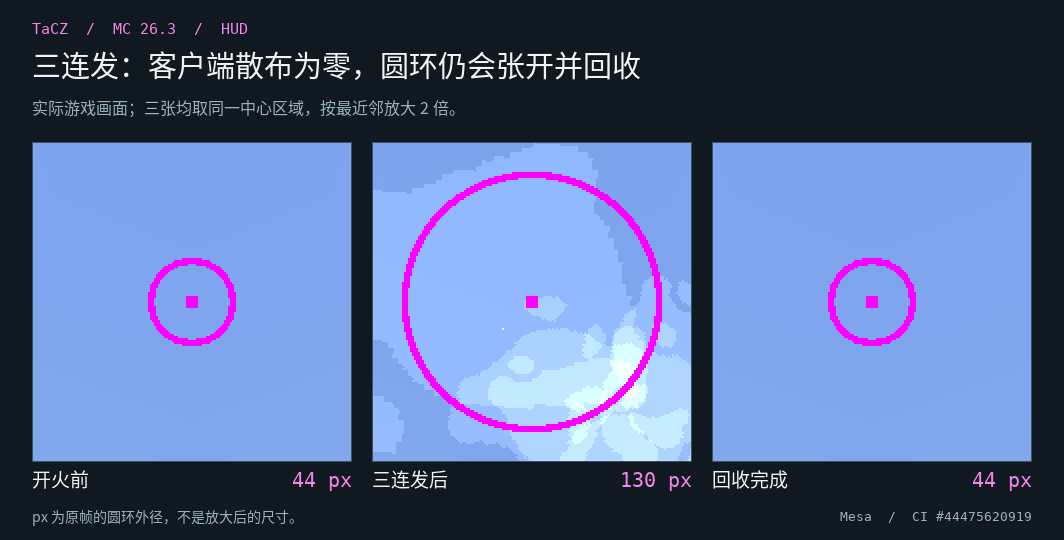 TaCZ / MC 26.3 / HUD
三连发：客户端散布为零，圆环仍会张开并回收
实际游戏画面；三张均取同一中心区域，按最近邻放大 2 倍。
开火前 44 px
三连发后 130 px
回收完成 44 px
px 为原帧的圆环外径，不是放大后的尺寸。
Mesa / CI #44475620919